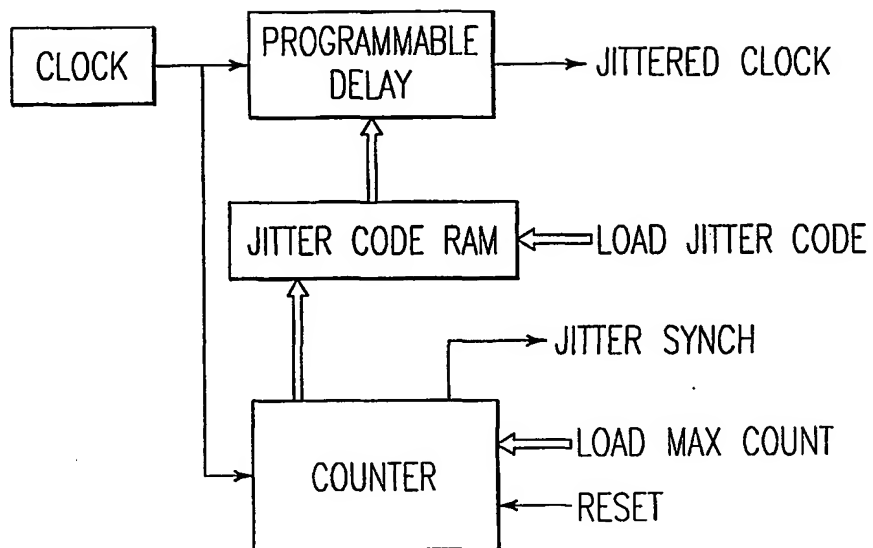 CLOCK
PROGRAMMABLE
DELAY
JITTERED CLOCK
JITTER CODE RAM
LOAD JITTER CODE
JITTER SYNCH
LOAD MAX COUNT
COUNTER
RESET